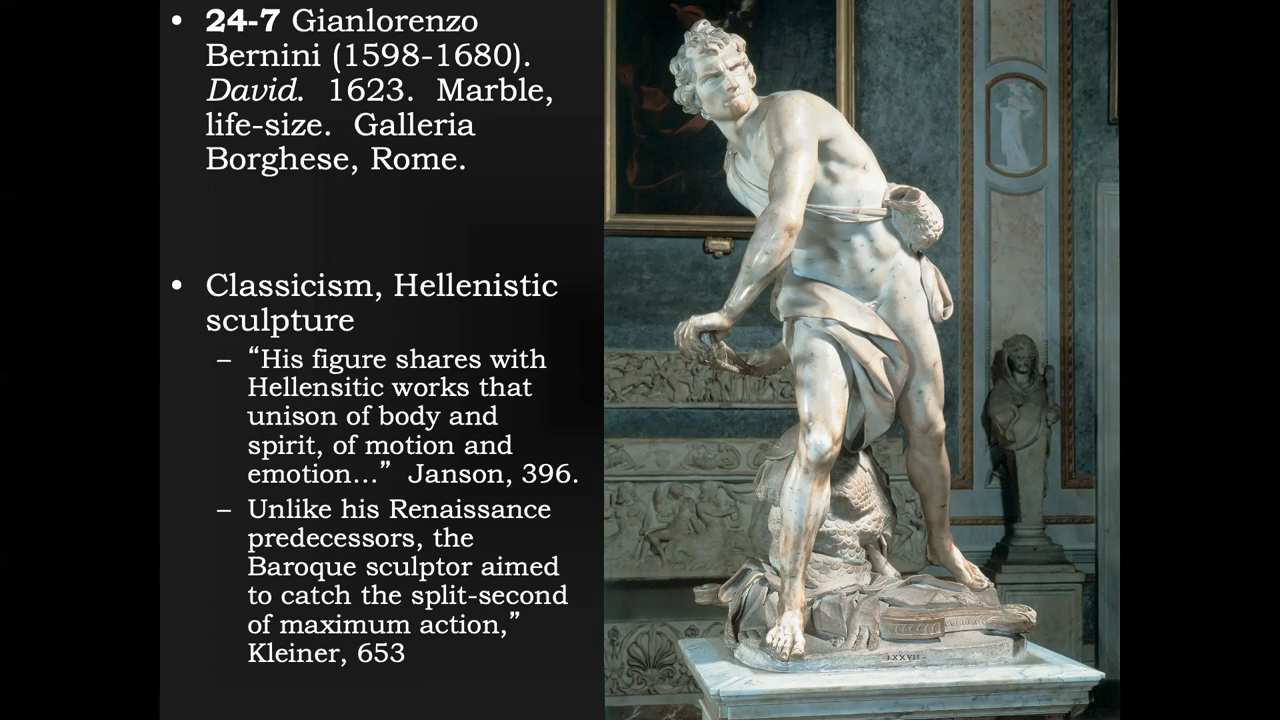 • 24-7 Gianlorenzo
Bernini (1598-1680).
David. 1623. Marble,
life-size. Galleria
Borghese, Rome.
• Classicism, Hellenistic
sculpture
– “His figure shares with
Hellensitic works that
unison of body and
spirit, of motion and
emotion…” Janson, 396.
– Unlike his Renaissance
predecessors, the
Baroque sculptor aimed
to catch the split-second
of maximum action,”
Kleiner, 653
LXXVII